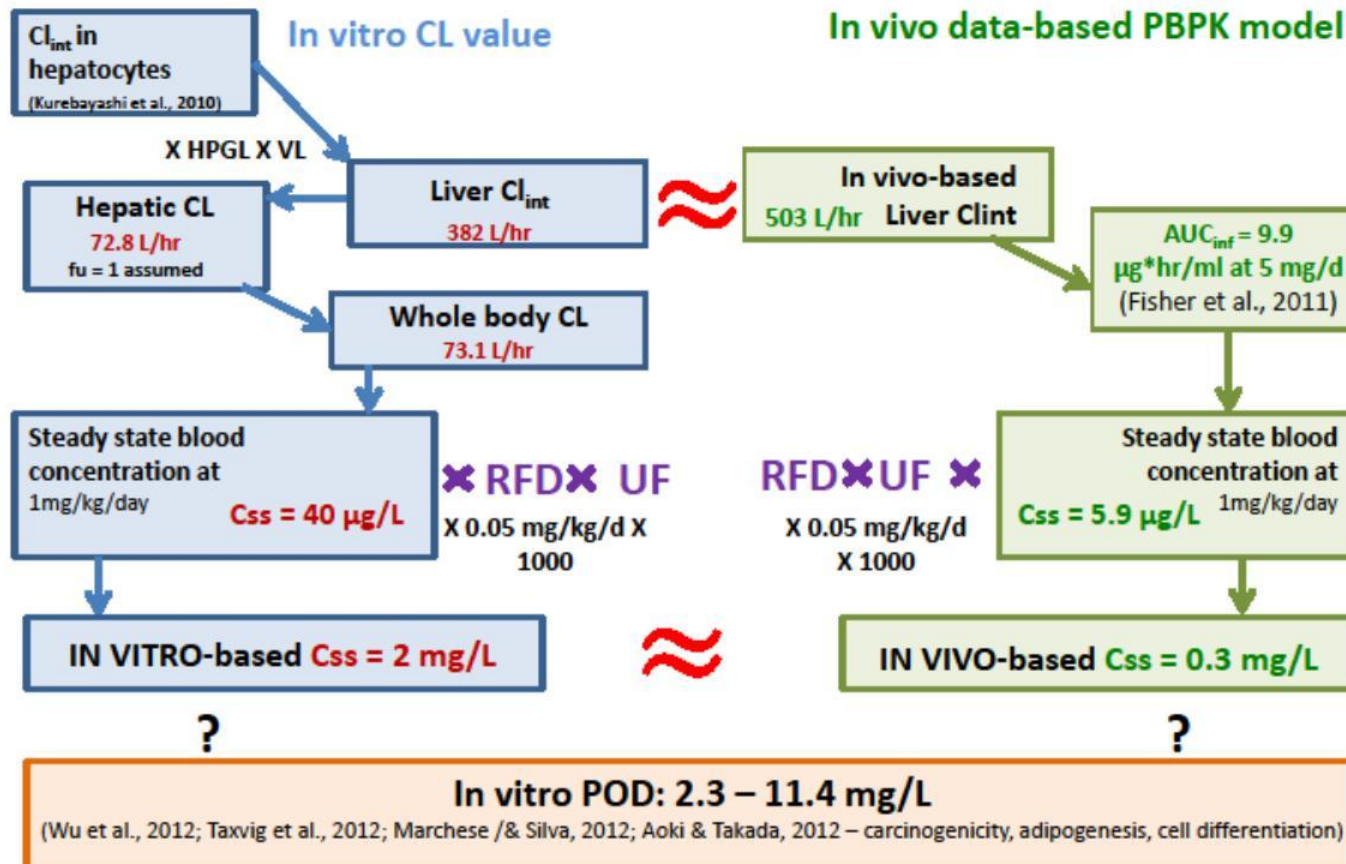 In vitro CL value
In vivo data-based PBPK model
Cl_int in
hepatocytes
(Kurebayashi et al., 2010)
X HPGL X VL
Liver Cl_int
382 L/hr
≈
In vivo-based
503 L/hr Liver Clint
Hepatic CL
72.8 L/hr
fu = 1 assumed
AUC_inf = 9.9
µg*hr/ml at 5 mg/d
(Fisher et al., 2011)
Whole body CL
73.1 L/hr
Steady state blood
concentration at
1mg/kg/day
Css = 40 µg/L
✖ RFD✖ UF
X 0.05 mg/kg/d X
1000
RFD✖UF ✖
X 0.05 mg/kg/d
X 1000
Steady state blood
concentration at
Css = 5.9 µg/L 1mg/kg/day
IN VITRO-based Css = 2 mg/L
≈
IN VIVO-based Css = 0.3 mg/L
?
?
In vitro POD: 2.3 – 11.4 mg/L
(Wu et al., 2012; Taxvig et al., 2012; Marchese /& Silva, 2012; Aoki & Takada, 2012 – carcinogenicity, adipogenesis, cell differentiation)